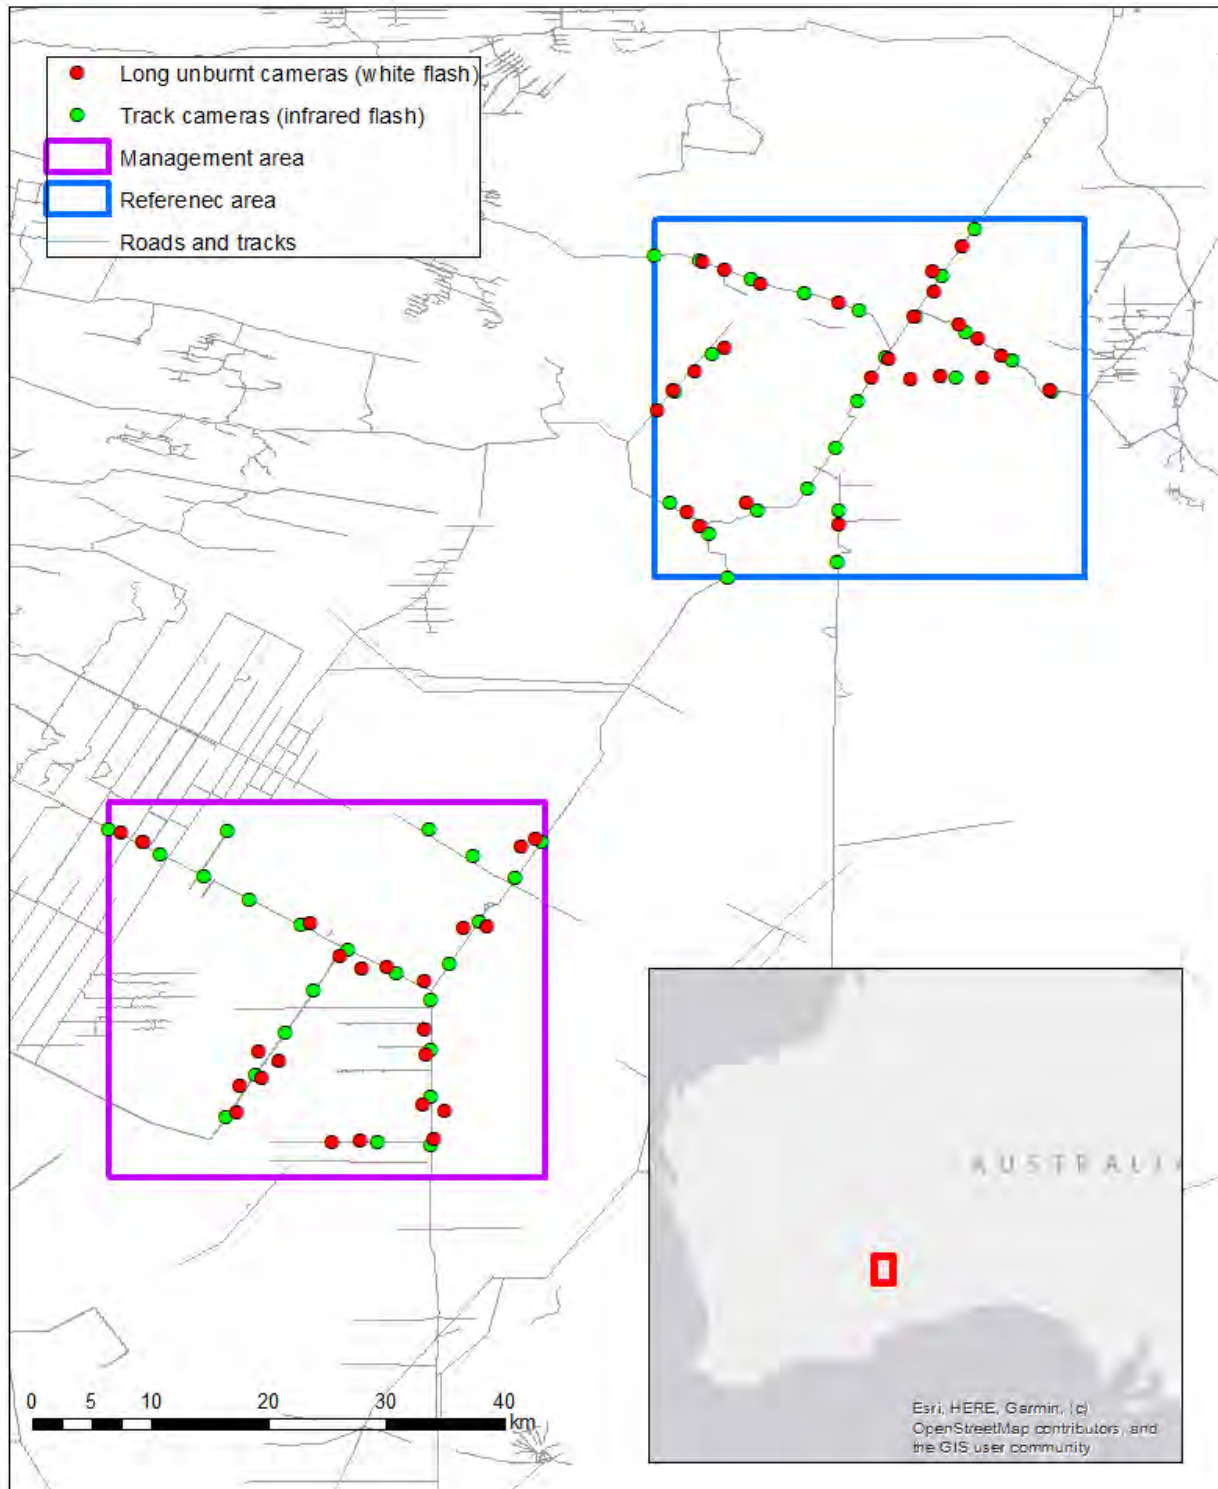 Long unburnt cameras (white flash)
Track cameras (infrared flash)
Management area
Referenec area
Roads and tracks
AUSTRALI
0 5 10 20 30 40
km
Esri, HERE, Garmin, (c)
OpenStreetMap contributors, and
the GIS user community